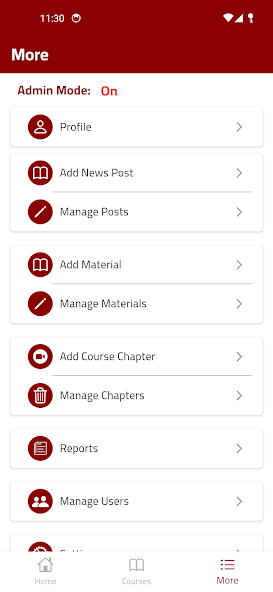 11:30
More
Admin Mode: On
Profile
Add News Post
Manage Posts
Add Material
Manage Materials
Add Course Chapter
Manage Chapters
Reports
Manage Users
Home
Courses
More